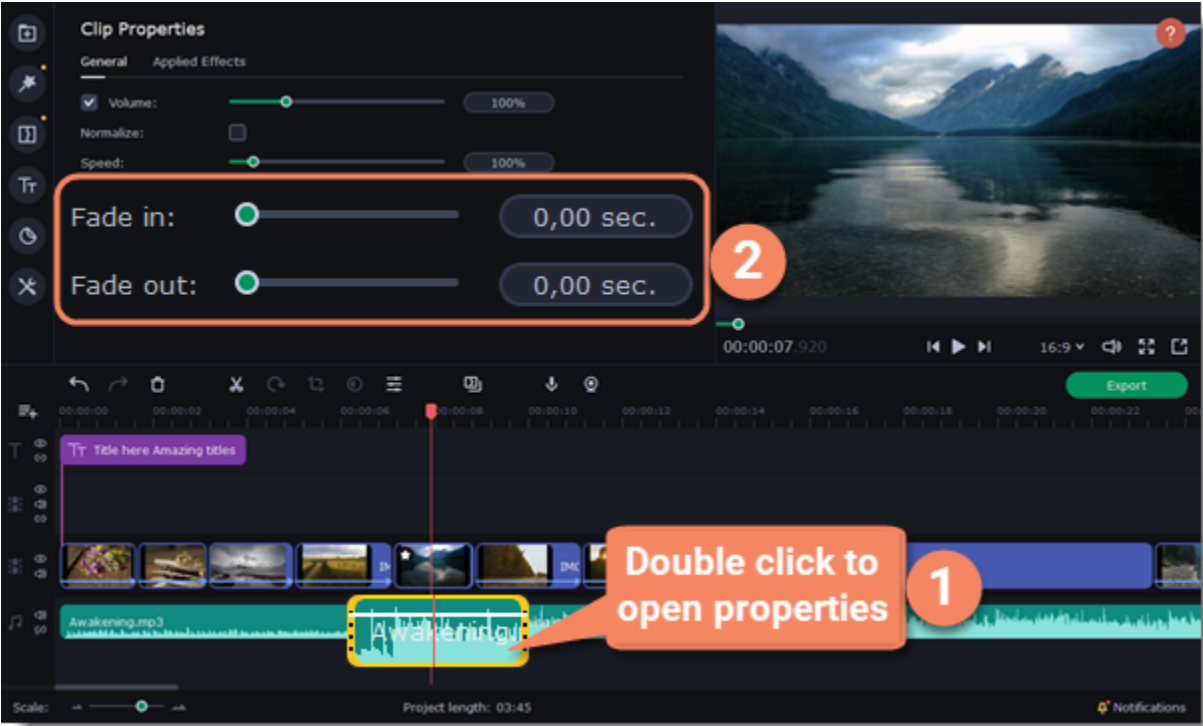 Clip Properties
General Applied Effects
Volume: 100%
Normalize:
Speed: 100%
Fade in: 0,00 sec.
Fade out: 0,00 sec.
2
?
00:00:07.920
16:9
Export
00:00:00 00:00:02 00:00:04 00:00:06 00:00:08 00:00:10 00:00:12 00:00:14 00:00:16 00:00:18 00:00:20 00:00:22
Title here Amazing titles
Double click to
open properties
1
Awakening.mp3
Awakening.
Scale:
Project length: 03:45
Notifications